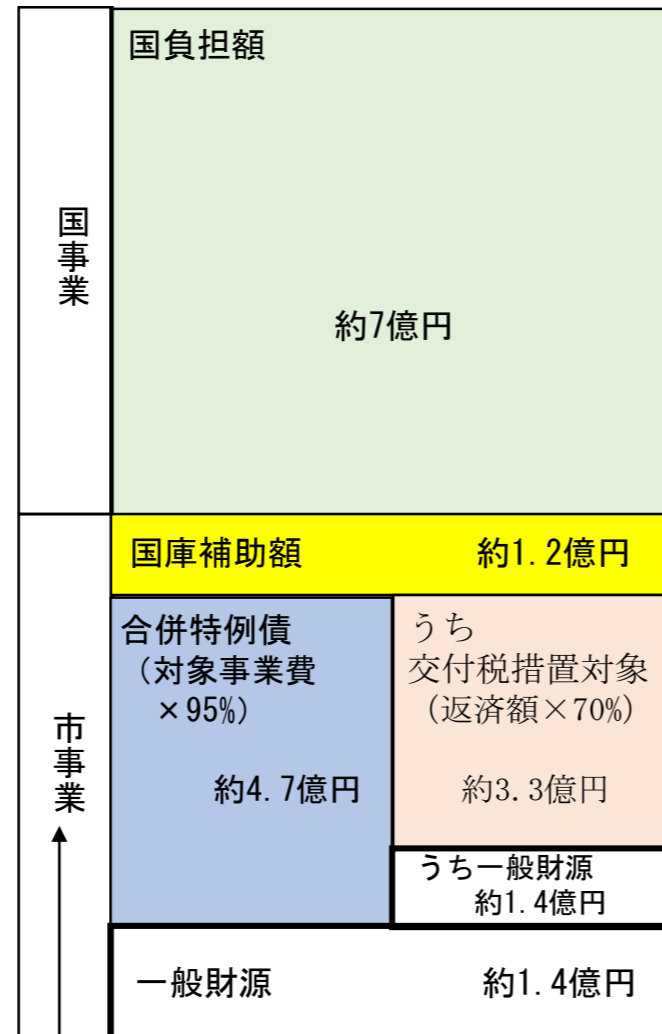 国負担額
国事業
約7億円
国庫補助額 約1.2億円
合併特例債
(対象事業費
×95%)
約4.7億円
うち
交付税措置対象
(返済額×70%)
約3.3億円
市事業
うち一般財源
約1.4億円
一般財源 約1.4億円